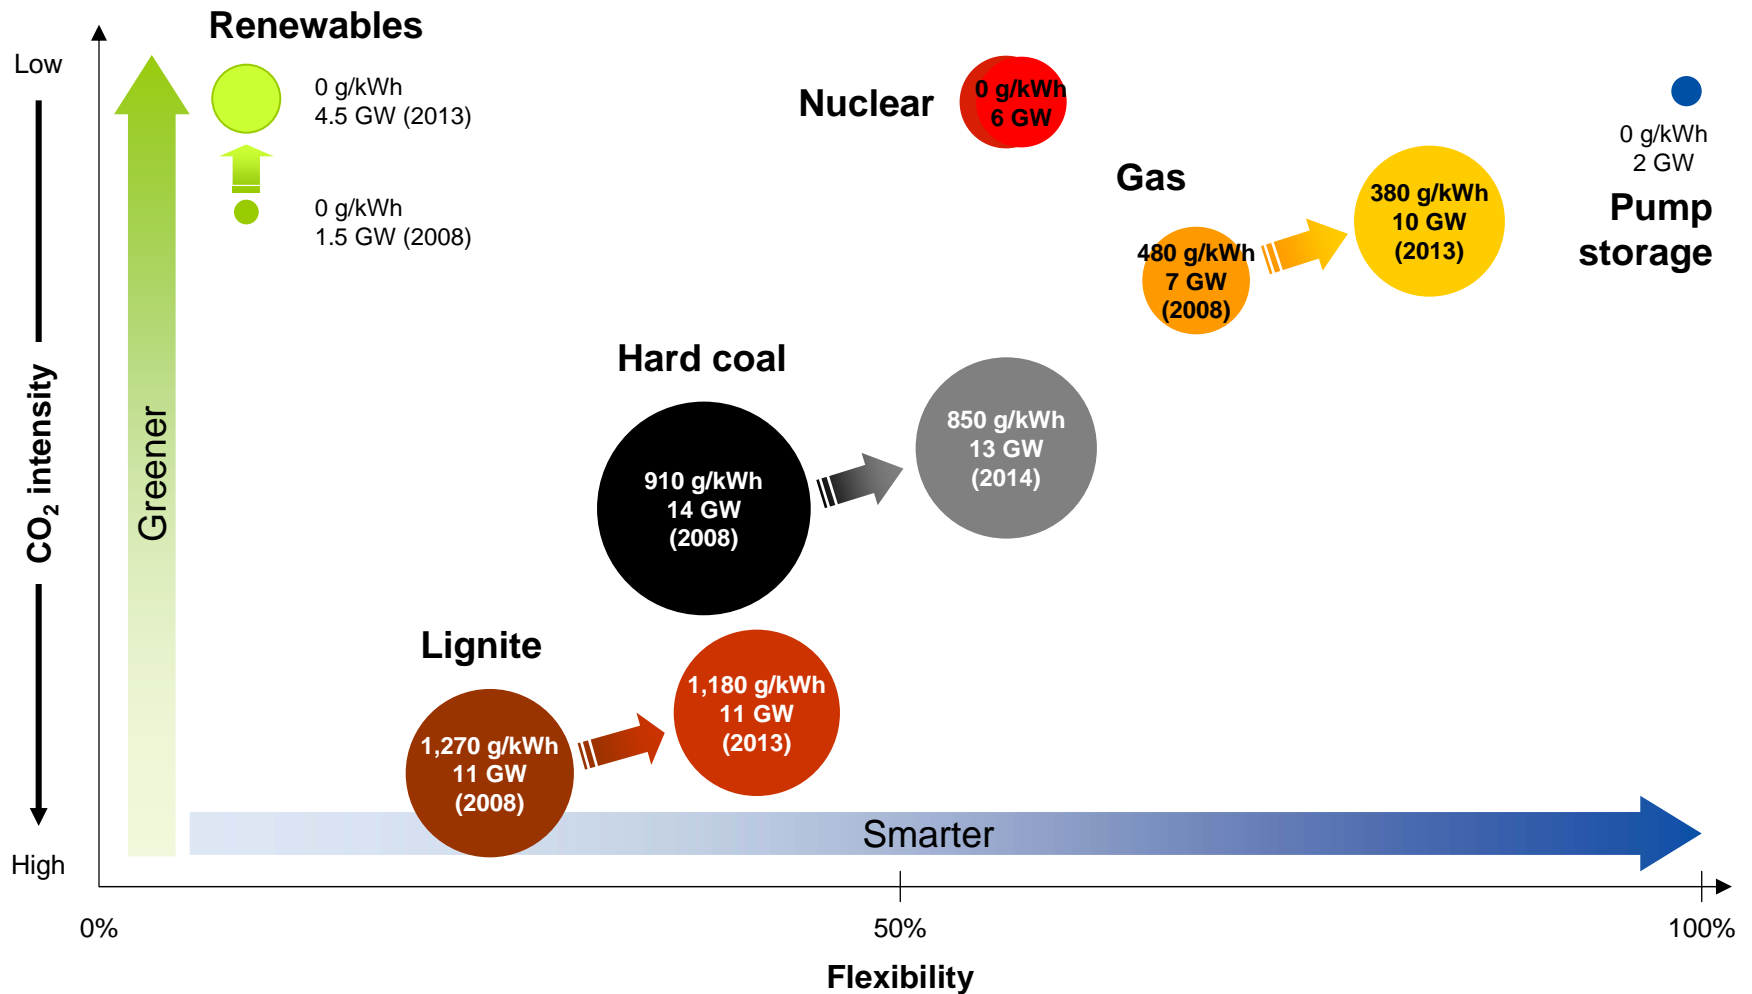 Renewables
Low
0 g/kWh
4.5 GW (2013)
0 g/kWh
1.5 GW (2008)
Nuclear
0 g/kWh
6 GW
0 g/kWh
2 GW
Pump
storage
Gas
480 g/kWh
7 GW
(2008)
380 g/kWh
10 GW
(2013)
Hard coal
910 g/kWh
14 GW
(2008)
850 g/kWh
13 GW
(2014)
CO₂ intensity
Greener
Lignite
1,270 g/kWh
11 GW
(2008)
1,180 g/kWh
11 GW
(2013)
Smarter
High
0%
50%
100%
Flexibility